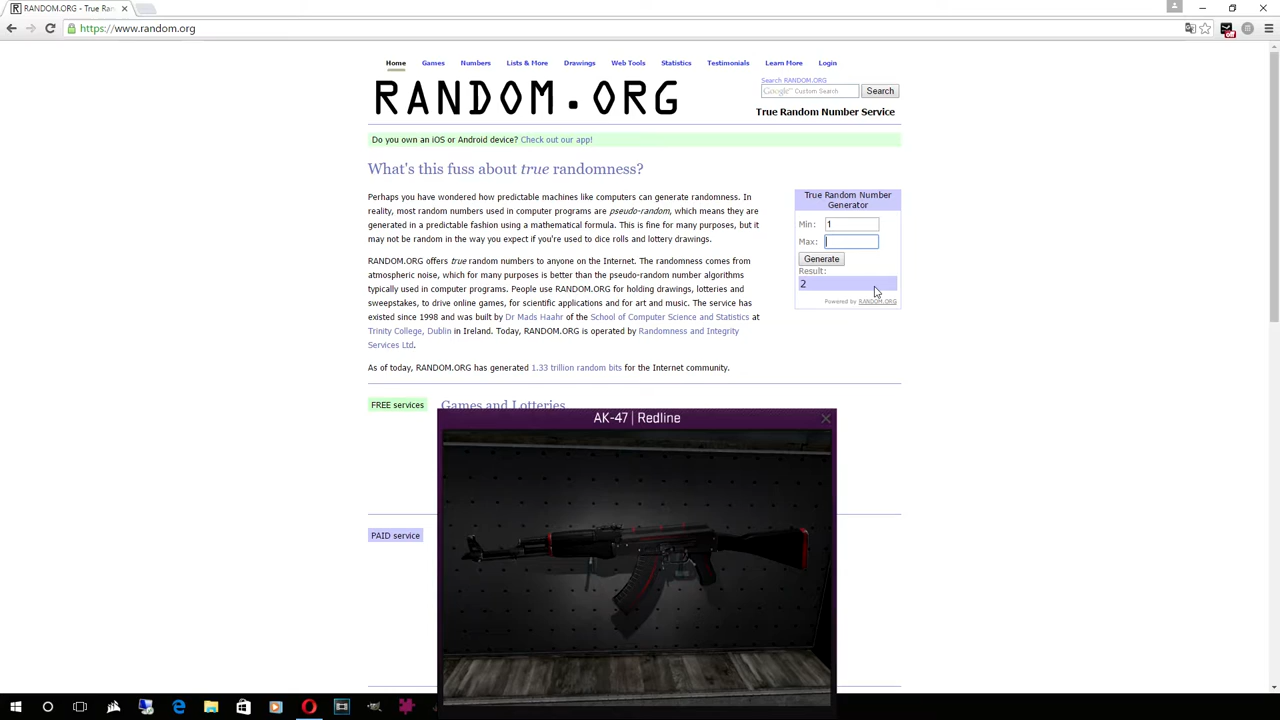 RANDOM.ORG - True Ran
https://www.random.org
Home Games Numbers Lists & More Drawings Web Tools Statistics Testimonials Learn More Login
Search RANDOM.ORG
Google™ Custom Search Search
RANDOM.ORG
True Random Number Service
Do you own an iOS or Android device? Check out our app!
What's this fuss about true randomness?
Perhaps you have wondered how predictable machines like computers can generate randomness. In
reality, most random numbers used in computer programs are pseudo-random, which means they are
generated in a predictable fashion using a mathematical formula. This is fine for many purposes, but it
may not be random in the way you expect if you're used to dice rolls and lottery drawings.
RANDOM.ORG offers true random numbers to anyone on the Internet. The randomness comes from
atmospheric noise, which for many purposes is better than the pseudo-random number algorithms
typically used in computer programs. People use RANDOM.ORG for holding drawings, lotteries and
sweepstakes, to drive online games, for scientific applications and for art and music. The service has
existed since 1998 and was built by Dr Mads Haahr of the School of Computer Science and Statistics at
Trinity College, Dublin in Ireland. Today, RANDOM.ORG is operated by Randomness and Integrity
Services Ltd.
As of today, RANDOM.ORG has generated 1.33 trillion random bits for the Internet community.
True Random Number
Generator
Min: 1
Max:
Generate
Result:
2
Powered by RANDOM.ORG
FREE services
Games and Lotteries
AK-47 | Redline
PAID service